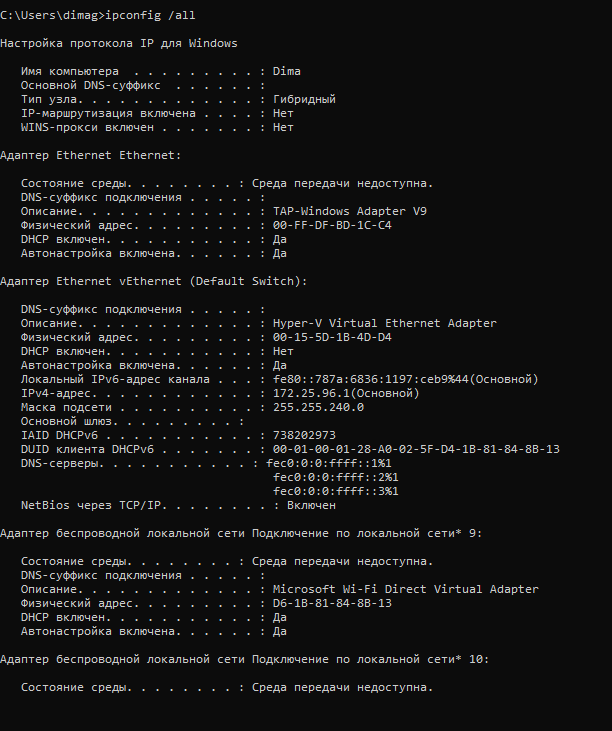 C:\Users\dimag>ipconfig /all
Настройка протокола IP для Windows
Имя компьютера  . . . . . . . . . : Dima
Основной DNS-суффикс  . . . . . . :
Тип узла. . . . . . . . . . . . . : Гибридный
IP-маршрутизация включена . . . . : Нет
WINS-прокси включен . . . . . . . : Нет
Адаптер Ethernet Ethernet:
Состояние среды. . . . . . . . : Среда передачи недоступна.
DNS-суффикс подключения . . . . . :
Описание. . . . . . . . . . . . . : TAP-Windows Adapter V9
Физический адрес. . . . . . . . . : 00-FF-DF-BD-1C-C4
DHCP включен. . . . . . . . . . . : Да
Автонастройка включена. . . . . . : Да
Адаптер Ethernet vEthernet (Default Switch):
DNS-суффикс подключения . . . . . :
Описание. . . . . . . . . . . . . : Hyper-V Virtual Ethernet Adapter
Физический адрес. . . . . . . . . : 00-15-5D-1B-4D-D4
DHCP включен. . . . . . . . . . . : Нет
Автонастройка включена. . . . . . : Да
Локальный IPv6-адрес канала . . . : fe80::787a:6836:1197:ceb9%44(Основной)
IPv4-адрес. . . . . . . . . . . . : 172.25.96.1(Основной)
Маска подсети . . . . . . . . . . : 255.255.240.0
Основной шлюз. . . . . . . . . :
IAID DHCPv6 . . . . . . . . . . . : 738202973
DUID клиента DHCPv6 . . . . . . . : 00-01-00-01-28-A0-02-5F-D4-1B-81-84-8B-13
DNS-серверы. . . . . . . . . . . : fec0:0:0:ffff::1%1
fec0:0:0:ffff::2%1
fec0:0:0:ffff::3%1
NetBios через TCP/IP. . . . . . . . : Включен
Адаптер беспроводной локальной сети Подключение по локальной сети* 9:
Состояние среды. . . . . . . . : Среда передачи недоступна.
DNS-суффикс подключения . . . . . :
Описание. . . . . . . . . . . . . : Microsoft Wi-Fi Direct Virtual Adapter
Физический адрес. . . . . . . . . : D6-1B-81-84-8B-13
DHCP включен. . . . . . . . . . . : Да
Автонастройка включена. . . . . . : Да
Адаптер беспроводной локальной сети Подключение по локальной сети* 10:
Состояние среды. . . . . . . . : Среда передачи недоступна.